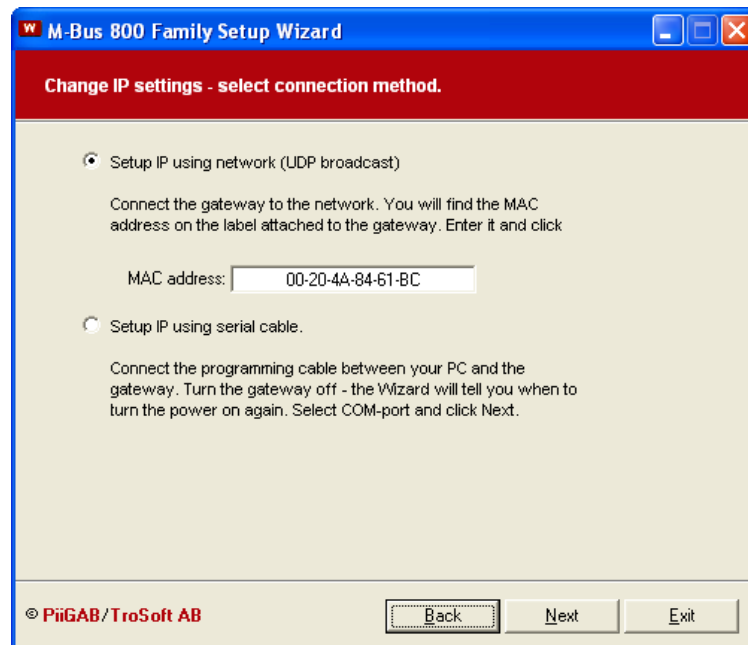 M-Bus 800 Family Setup Wizard
Change IP settings - select connection method.
Setup IP using network (UDP broadcast)
Connect the gateway to the network. You will find the MAC
address on the label attached to the gateway. Enter it and click
MAC address: 00-20-4A-84-61-BC
Setup IP using serial cable.
Connect the programming cable between your PC and the
gateway. Turn the gateway off - the Wizard will tell you when to
turn the power on again. Select COM-port and click Next.
© PiiGAB/TroSoft AB Back Next Exit